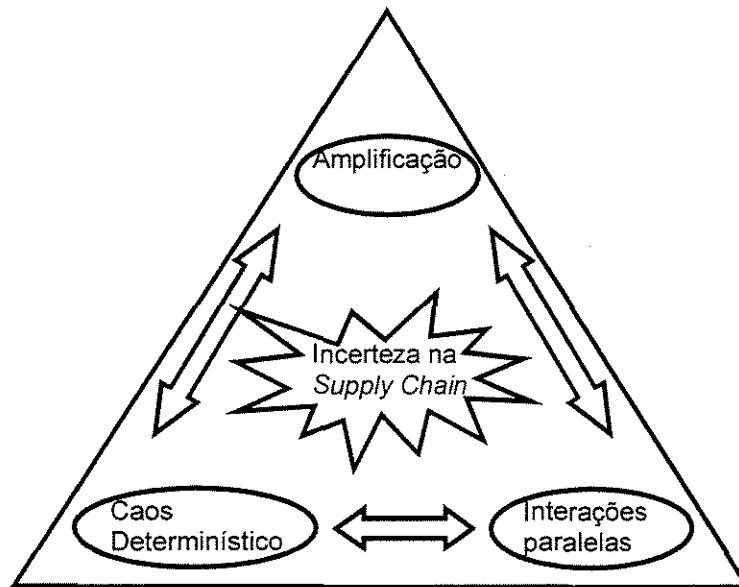 Amplificação
Incerteza na
Supply Chain
Caos
Determinístico
Interações
paralelas